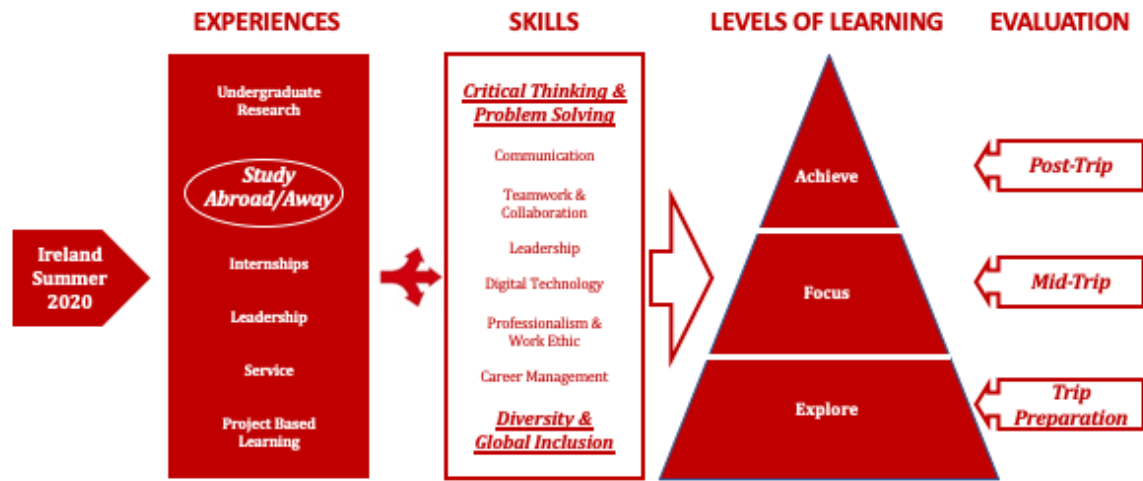 EXPERIENCES
SKILLS
LEVELS OF LEARNING
EVALUATION
Ireland
Summer
2020
Undergraduate
Research
Study
Abroad/Away
Internships
Leadership
Service
Project Based
Learning
Critical Thinking &
Problem Solving
Communication
Teamwork &
Collaboration
Leadership
Digital Technology
Professionalism &
Work Ethic
Career Management
Diversity &
Global Inclusion
Achieve
Focus
Explore
Post-Trip
Mid-Trip
Trip
Preparation